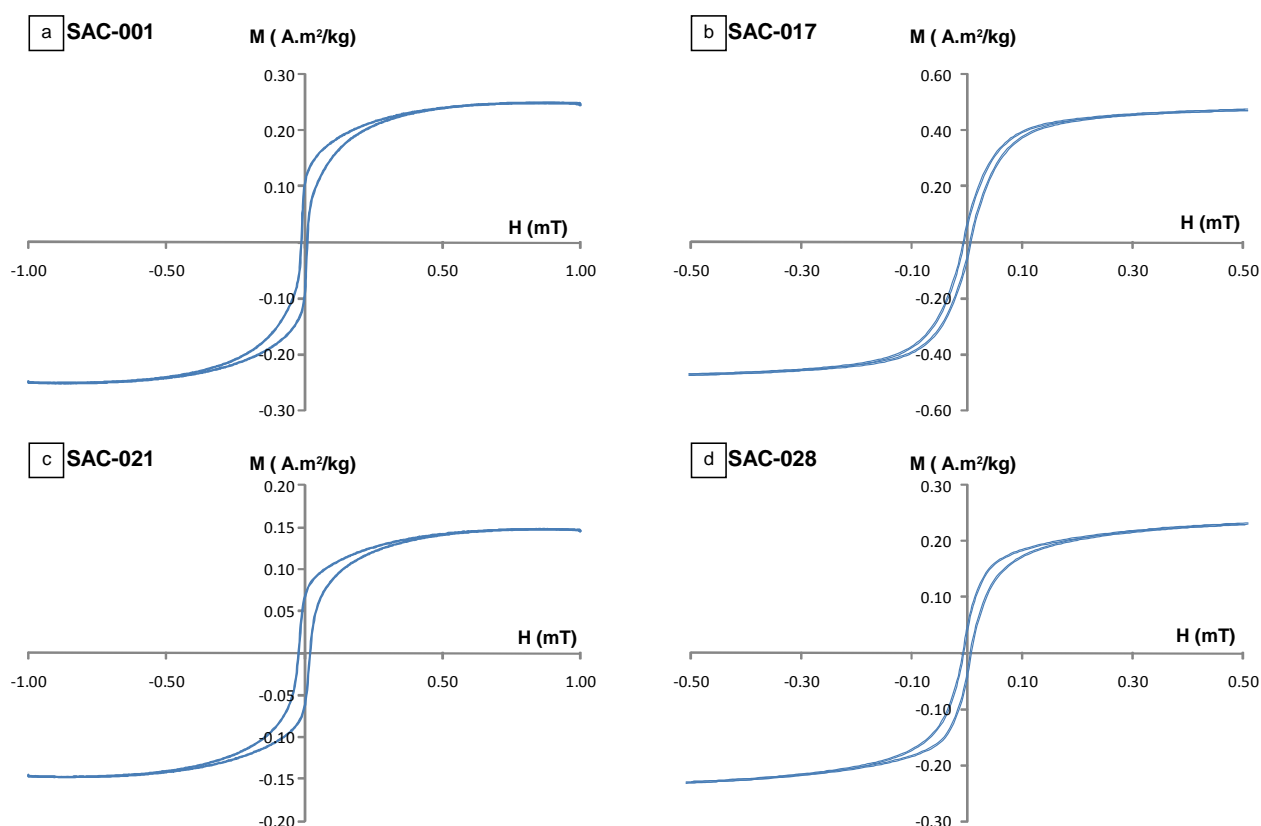 a SAC-001
M ( A.m²/kg)
0.30
0.20
0.10
H (mT)
-1.00 -0.50 0.50 1.00
-0.10
-0.20
-0.30
b SAC-017
M ( A.m²/kg)
0.60
0.40
0.20
H (mT)
-0.50 -0.30 -0.10 0.10 0.30 0.50
-0.20
-0.40
-0.60
c SAC-021
M ( A.m²/kg)
0.20
0.15
0.10
0.05
H (mT)
-1.00 -0.50 0.50 1.00
-0.05
-0.10
-0.15
-0.20
d SAC-028
M ( A.m²/kg)
0.30
0.20
0.10
H (mT)
-0.50 -0.30 -0.10 0.10 0.30 0.50
-0.10
-0.20
-0.30